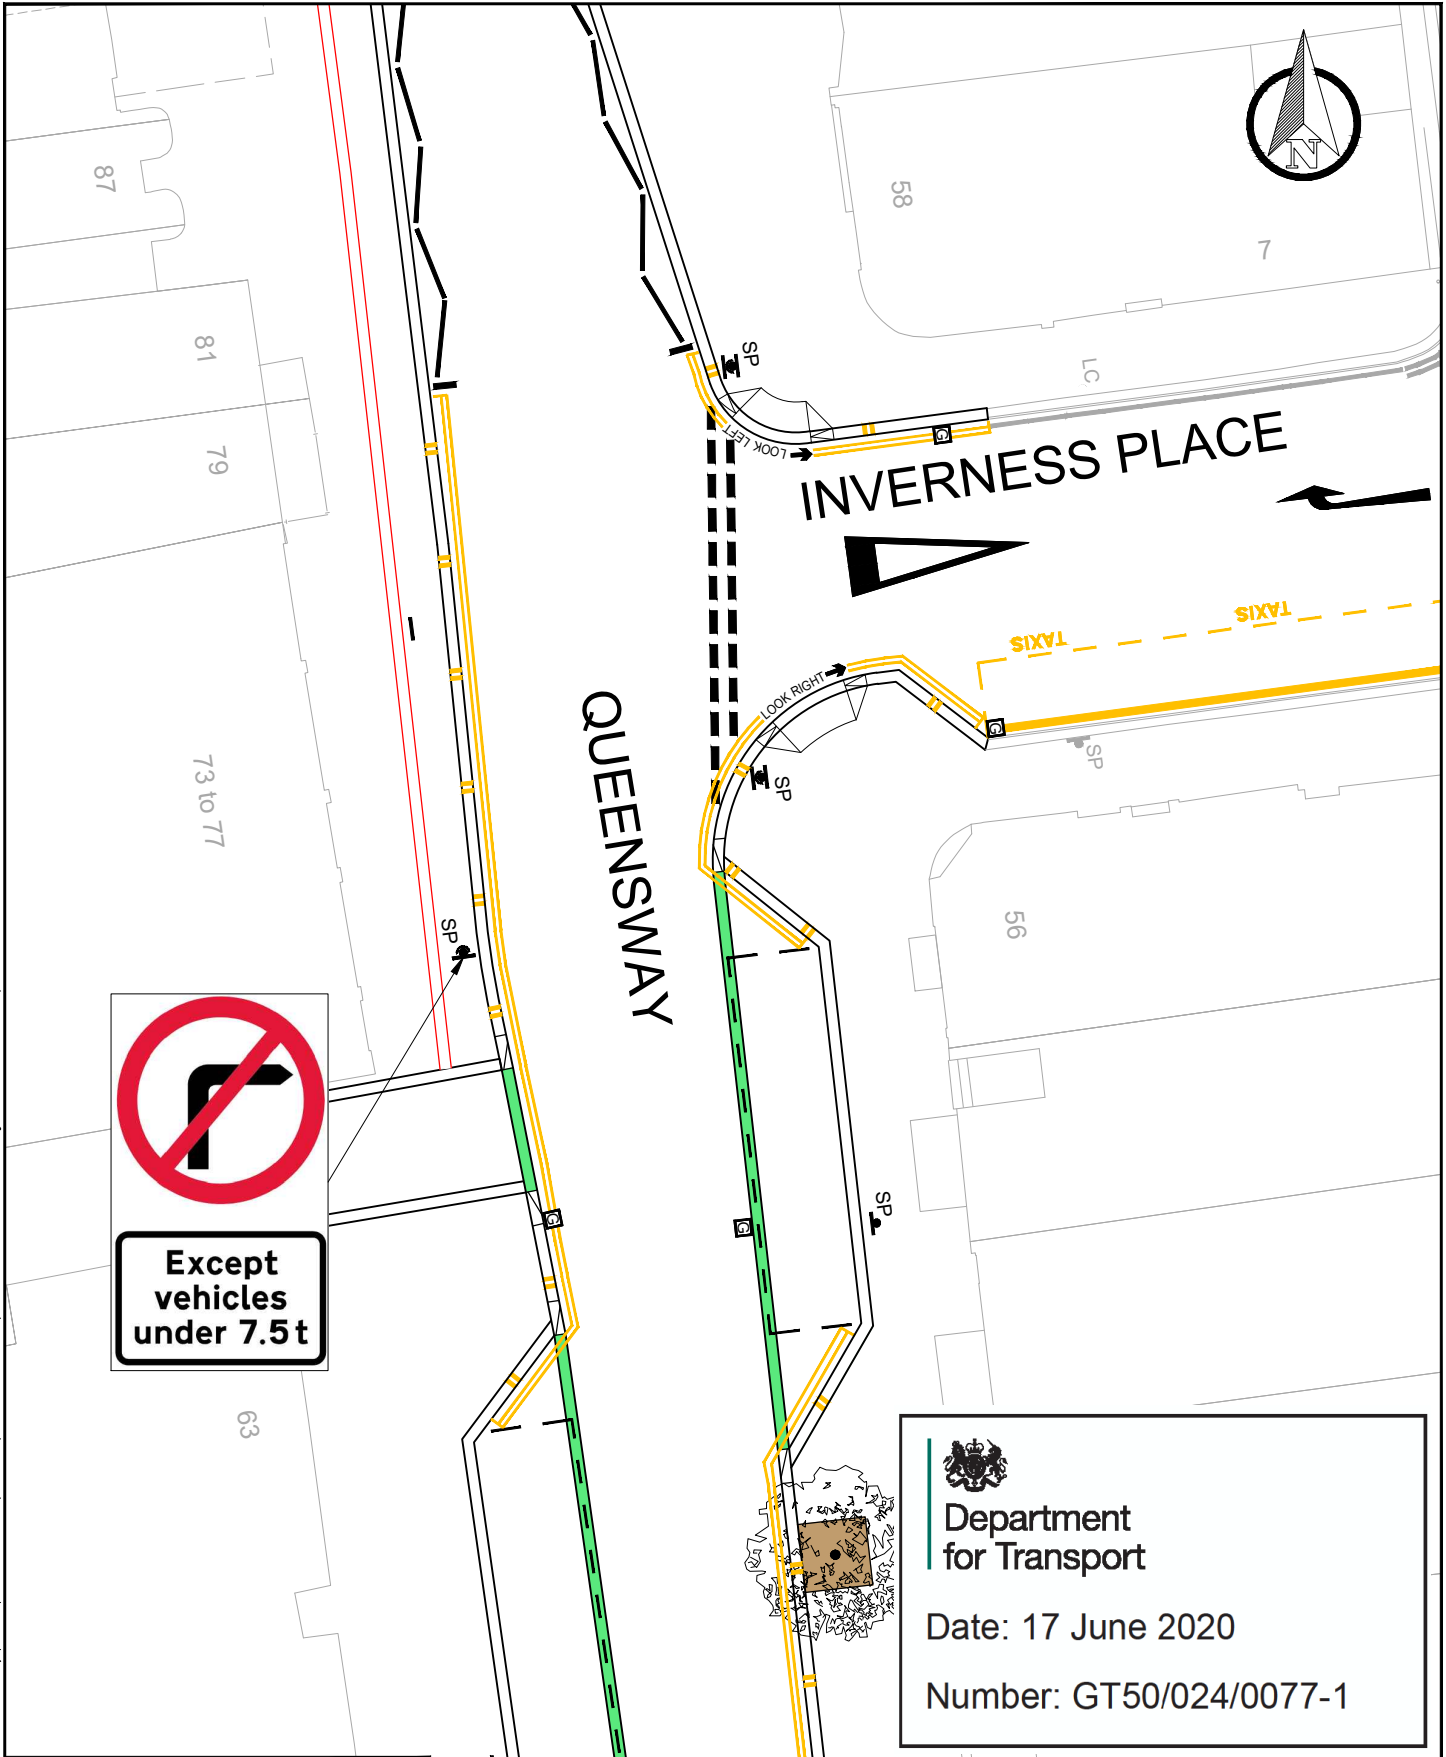 N
87
58
7
81
SP
LC
79
LOOK LEFT
G
INVERNESS PLACE
TAXIS
TAXIS
LOOK RIGHT
G
SP
SP
QUEENSWAY
73 to 77
56
SP
SP
G
G
Except
vehicles
under 7.5 t
63
Department
for Transport
Date: 17 June 2020
Number: GT50/024/0077-1